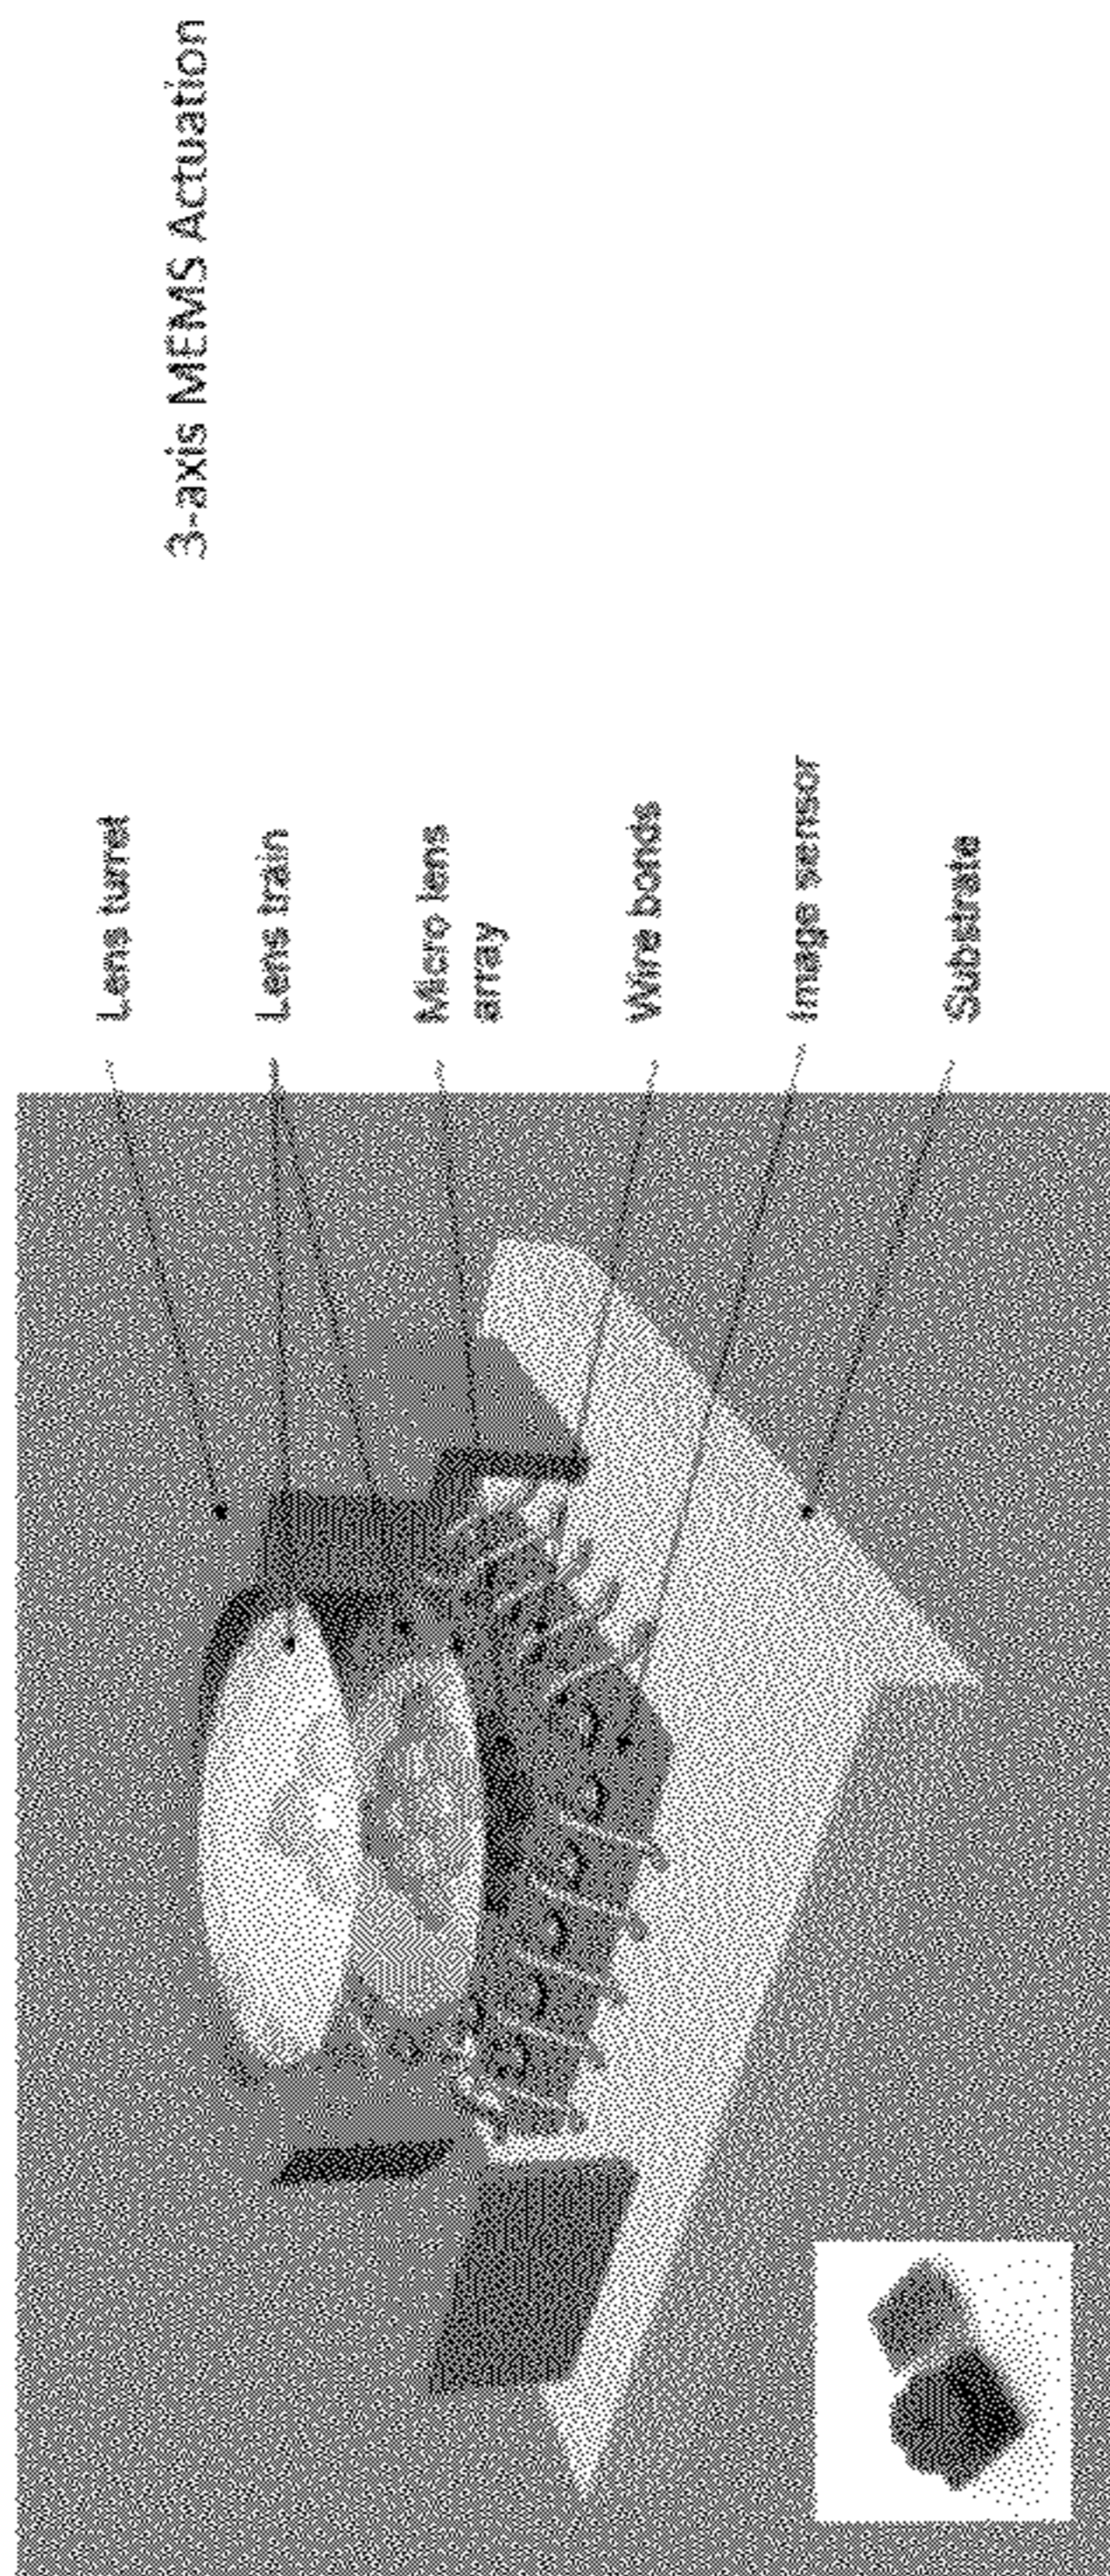 3-axis MEMS Actuation
Lens turret
Lens train
Micro lens
array
Wire bonds
Image sensor
Substrate